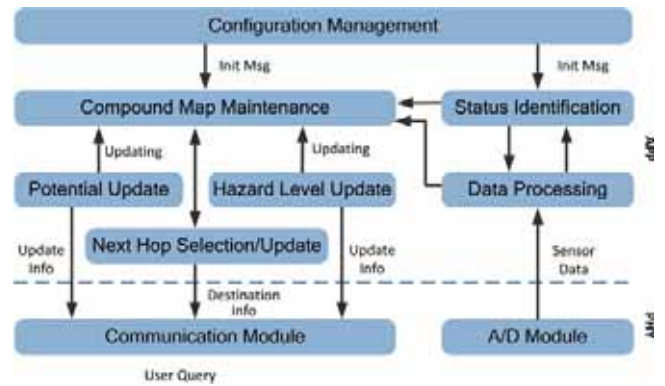 Configuration Management
Init Msg
Init Msg
Compound Map Maintenance
Status Identification
Updating
Updating
APP
Potential Update
Hazard Level Update
Data Processing
Next Hop Selection/Update
Update
Info
Update
Info
Sensor
Data
Destination
Info
Communication Module
A/D Module
PHY
User Query